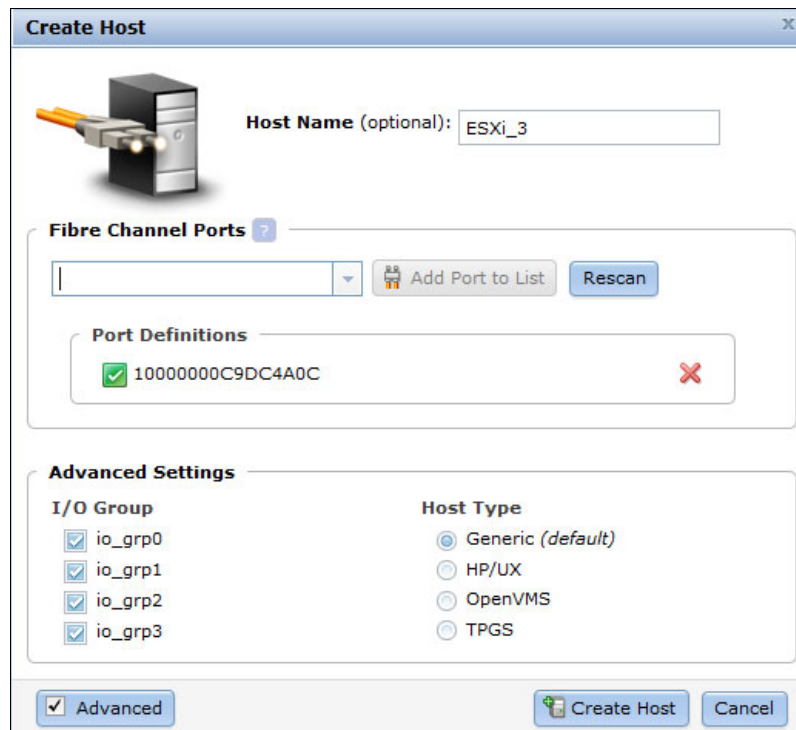 Create Host
x
Host Name (optional): ESXi_3
Fibre Channel Ports ?
Add Port to List Rescan
Port Definitions
10000000C9DC4A0C
Advanced Settings
I/O Group Host Type
io_grp0 Generic (default)
io_grp1 HP/UX
io_grp2 OpenVMS
io_grp3 TPGS
Advanced Create Host Cancel